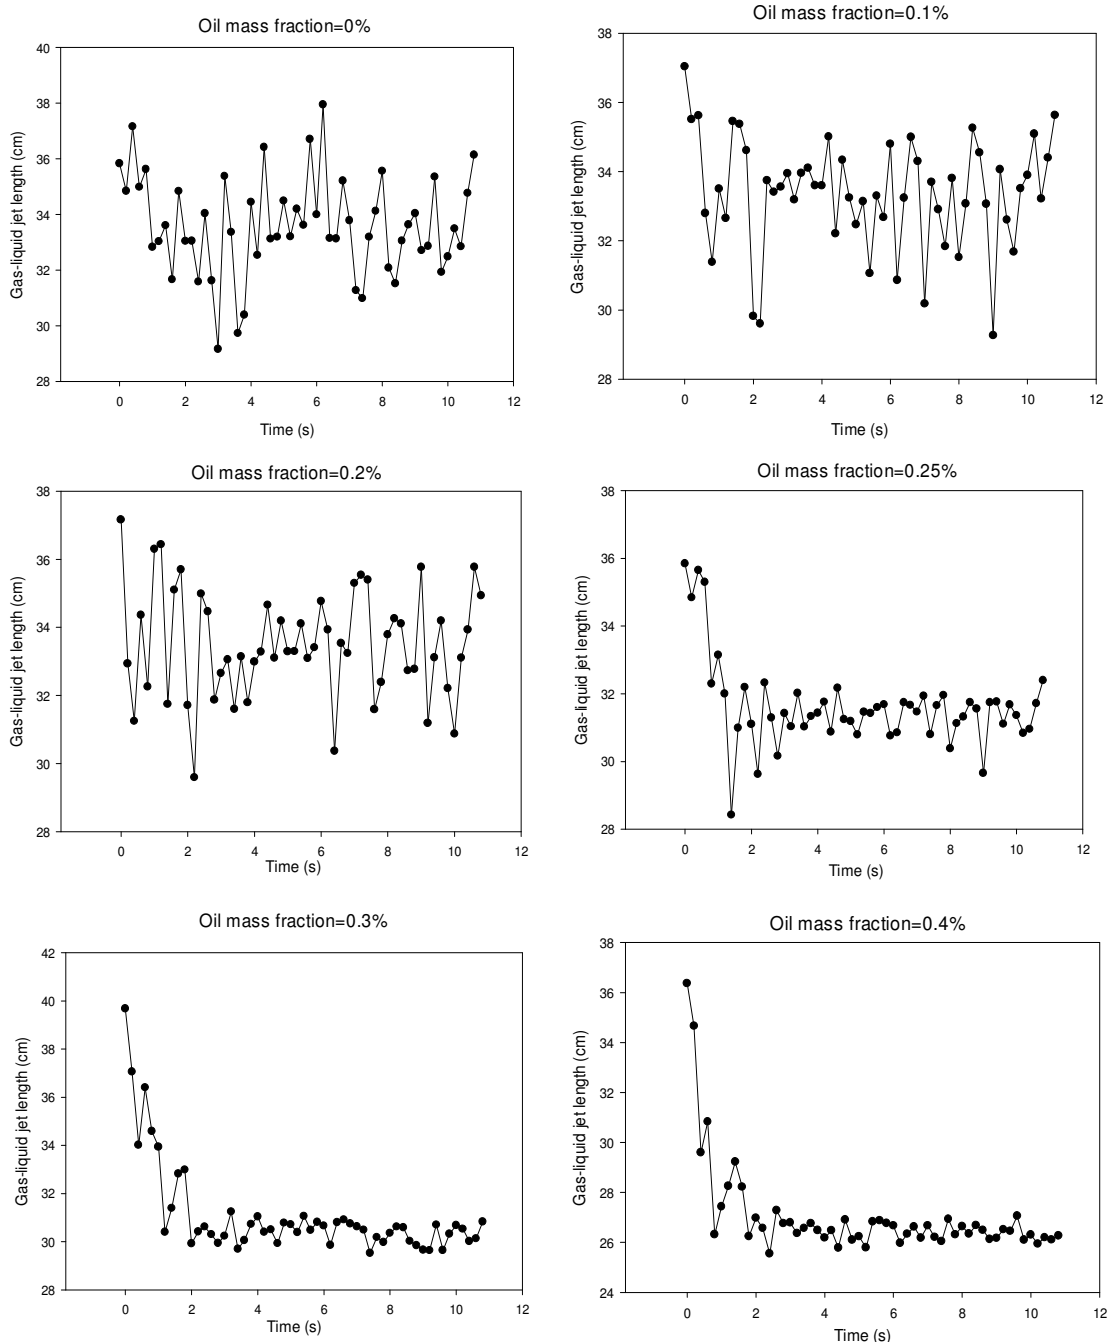 Oil mass fraction=0%
40
38
36
34
32
30
28
Gas-liquid jet length (cm)
0 2 4 6 8 10 12
Time (s)
Oil mass fraction=0.1%
38
36
34
32
30
28
Gas-liquid jet length (cm)
0 2 4 6 8 10 12
Time (s)
Oil mass fraction=0.2%
38
36
34
32
30
28
Gas-liquid jet length (cm)
0 2 4 6 8 10 12
Time (s)
Oil mass fraction=0.25%
38
36
34
32
30
28
Gas-liquid jet length (cm)
0 2 4 6 8 10 12
Time (s)
Oil mass fraction=0.3%
42
40
38
36
34
32
30
28
Gas-liquid jet length (cm)
0 2 4 6 8 10 12
Time (s)
Oil mass fraction=0.4%
38
36
34
32
30
28
26
24
Gas-liquid jet length (cm)
0 2 4 6 8 10 12
Time (s)